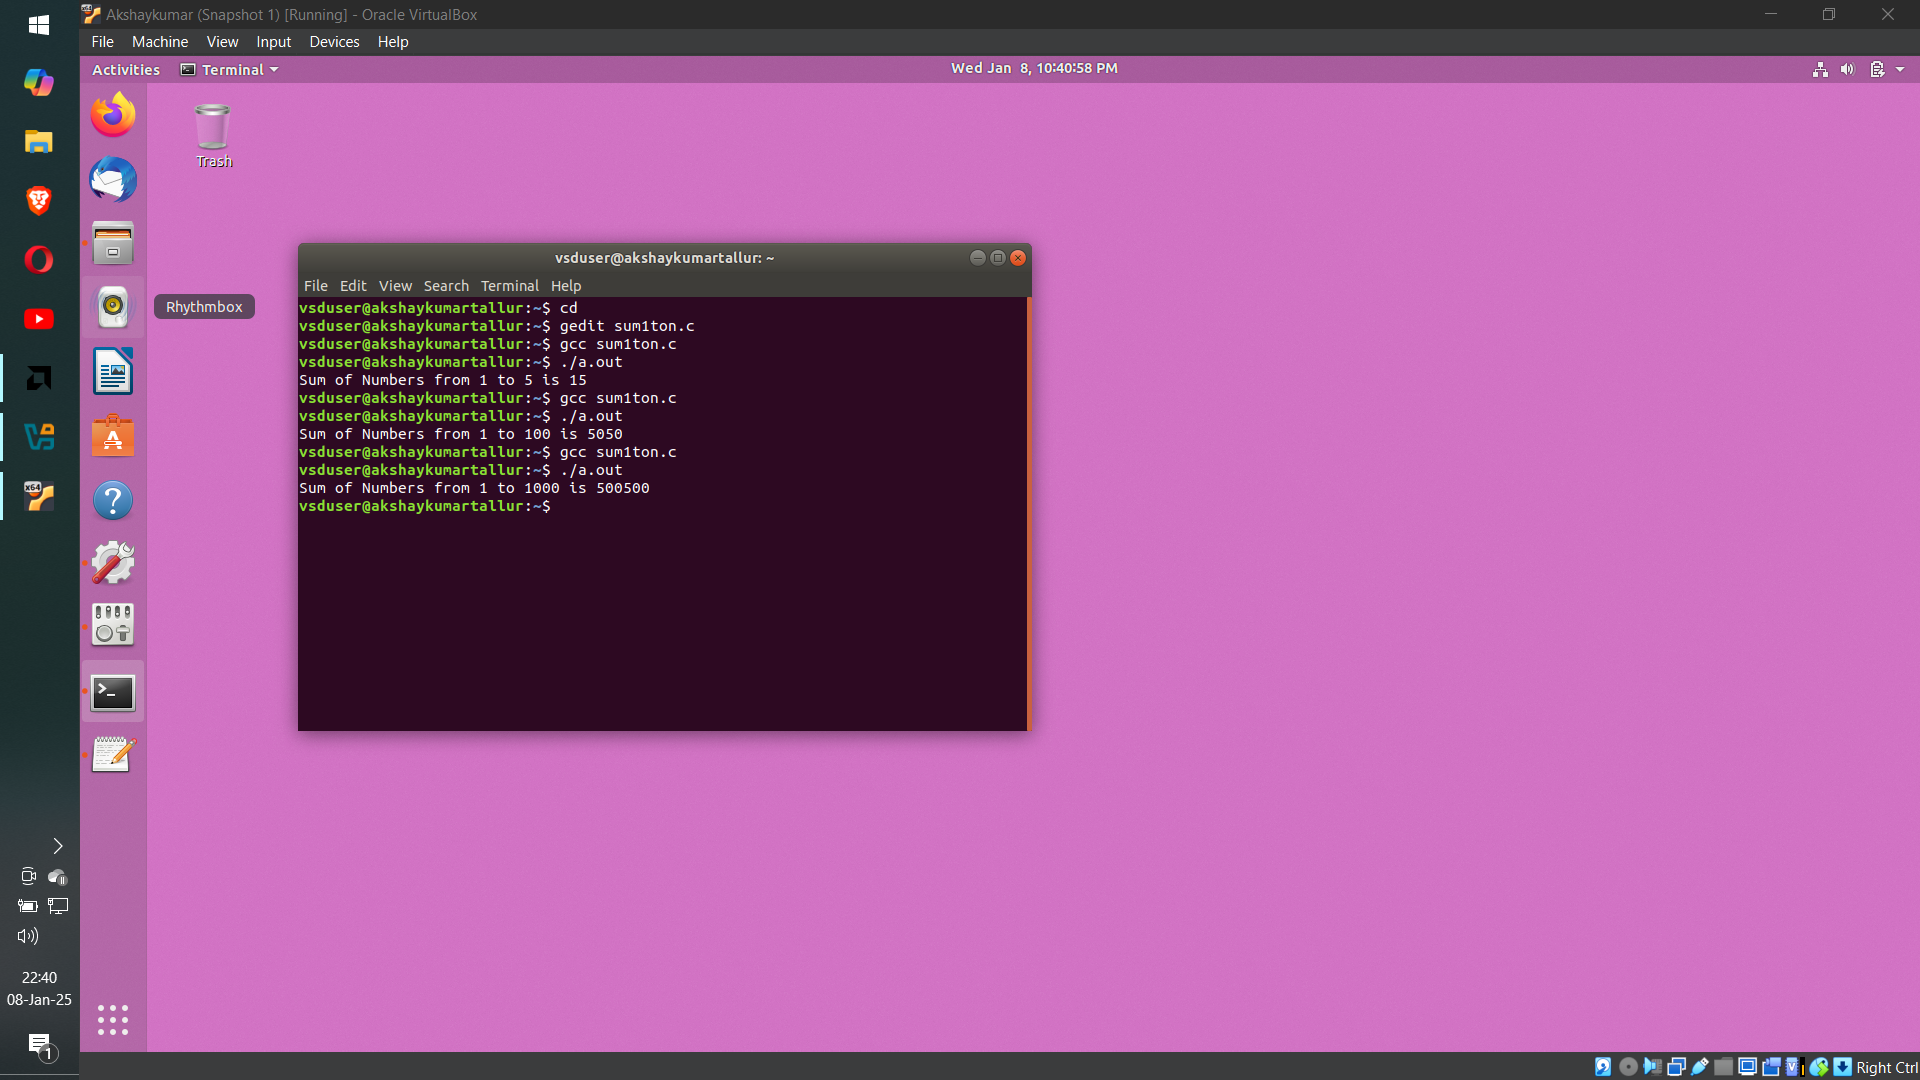 Akshaykumar (Snapshot 1) [Running] - Oracle VirtualBox
File Machine View Input Devices Help
Activities Terminal Wed Jan 8, 10:40:58 PM
Trash
vsduser@akshaykumartallur: ~
File Edit View Search Terminal Help
Rhythmbox
vsduser@akshaykumartallur:~$ cd
vsduser@akshaykumartallur:~$ gedit sum1ton.c
vsduser@akshaykumartallur:~$ gcc sum1ton.c
vsduser@akshaykumartallur:~$ ./a.out
Sum of Numbers from 1 to 5 is 15
vsduser@akshaykumartallur:~$ gcc sum1ton.c
vsduser@akshaykumartallur:~$ ./a.out
Sum of Numbers from 1 to 100 is 5050
vsduser@akshaykumartallur:~$ gcc sum1ton.c
vsduser@akshaykumartallur:~$ ./a.out
Sum of Numbers from 1 to 1000 is 500500
vsduser@akshaykumartallur:~$
x64
22:40
08-Jan-25
1
Right Ctrl